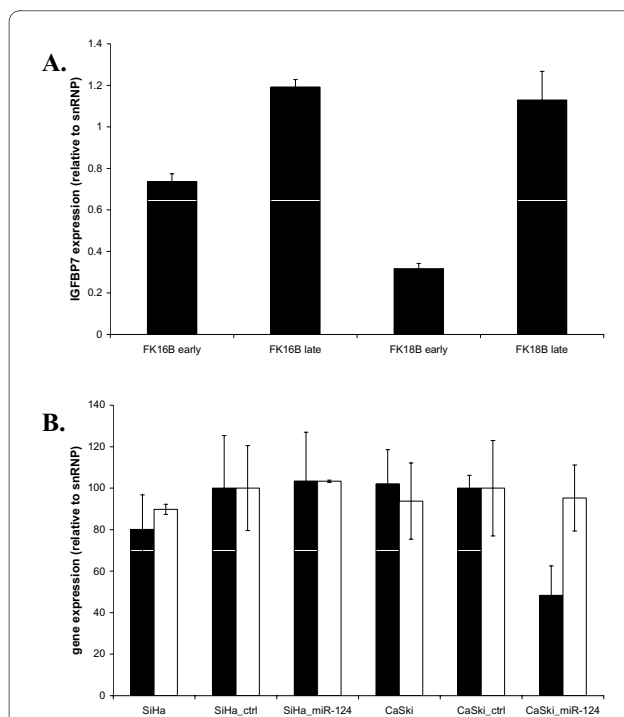 A.
IGFBP7 expression (relative to snRNP)
1.4
1.2
1
0.8
0.6
0.4
0.2
0
FK16B early FK16B late FK18B early FK18B late
B.
gene expression (relative to snRNP)
140
120
100
80
60
40
20
0
SiHa SiHa_ctrl SiHa_miR-124 CaSki CaSki_ctrl CaSki_miR-124